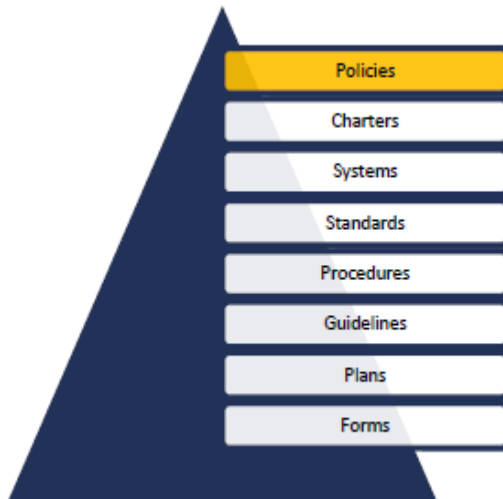 Policies
Charters
Systems
Standards
Procedures
Guidelines
Plans
Forms